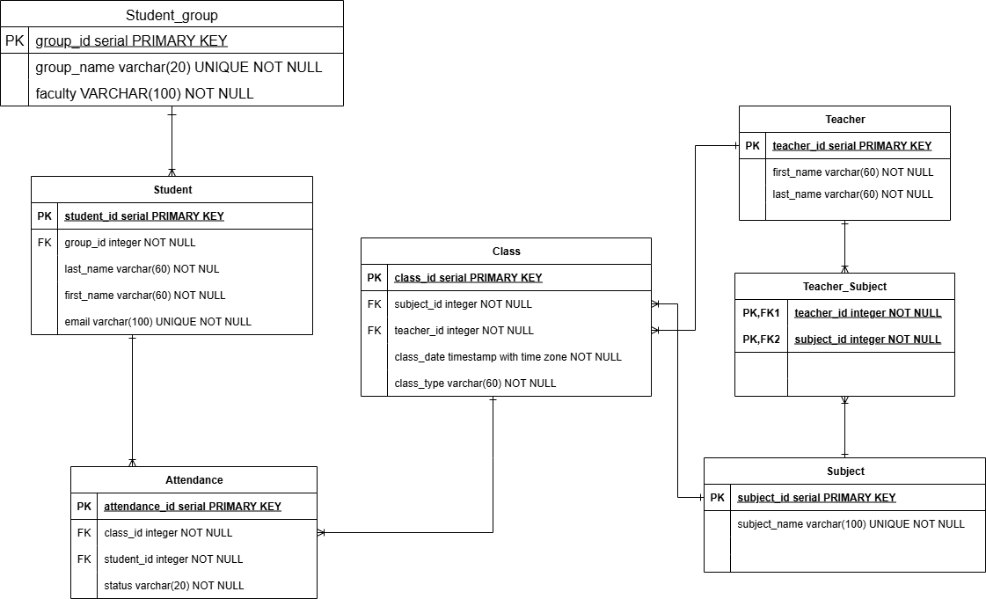 Student_group
PK group_id serial PRIMARY KEY
group_name varchar(20) UNIQUE NOT NULL
faculty VARCHAR(100) NOT NULL
Student
PK student_id serial PRIMARY KEY
FK group_id integer NOT NULL
last_name varchar(60) NOT NUL
first_name varchar(60) NOT NULL
email varchar(100) UNIQUE NOT NULL
Attendance
PK attendance_id serial PRIMARY KEY
FK class_id integer NOT NULL
FK student_id integer NOT NULL
status varchar(20) NOT NULL
Class
PK class_id serial PRIMARY KEY
FK subject_id integer NOT NULL
FK teacher_id integer NOT NULL
class_date timestamp with time zone NOT NULL
class_type varchar(60) NOT NULL
Teacher
PK teacher_id serial PRIMARY KEY
first_name varchar(60) NOT NULL
last_name varchar(60) NOT NULL
Teacher_Subject
PK,FK1 teacher_id integer NOT NULL
PK,FK2 subject_id integer NOT NULL
Subject
PK subject_id serial PRIMARY KEY
subject_name varchar(100) UNIQUE NOT NULL